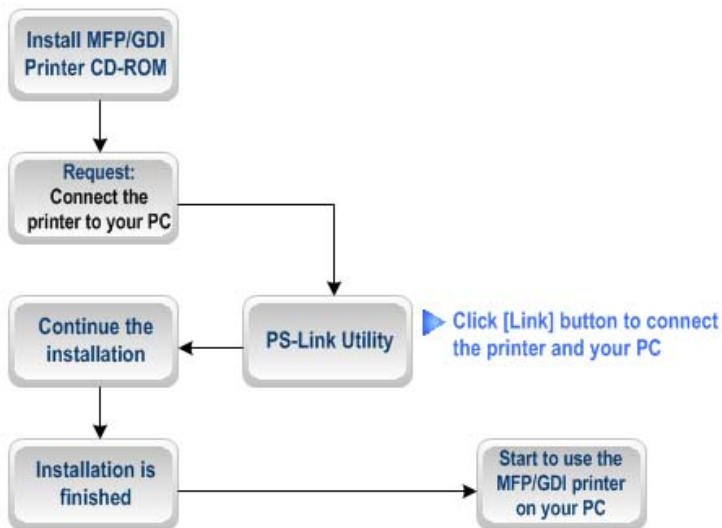 Install MFP/GDI
Printer CD-ROM
Request:
Connect the
printer to your PC
PS-Link Utility
Click [Link] button to connect
the printer and your PC
Continue the
installation
Installation is
finished
Start to use the
MFP/GDI printer
on your PC